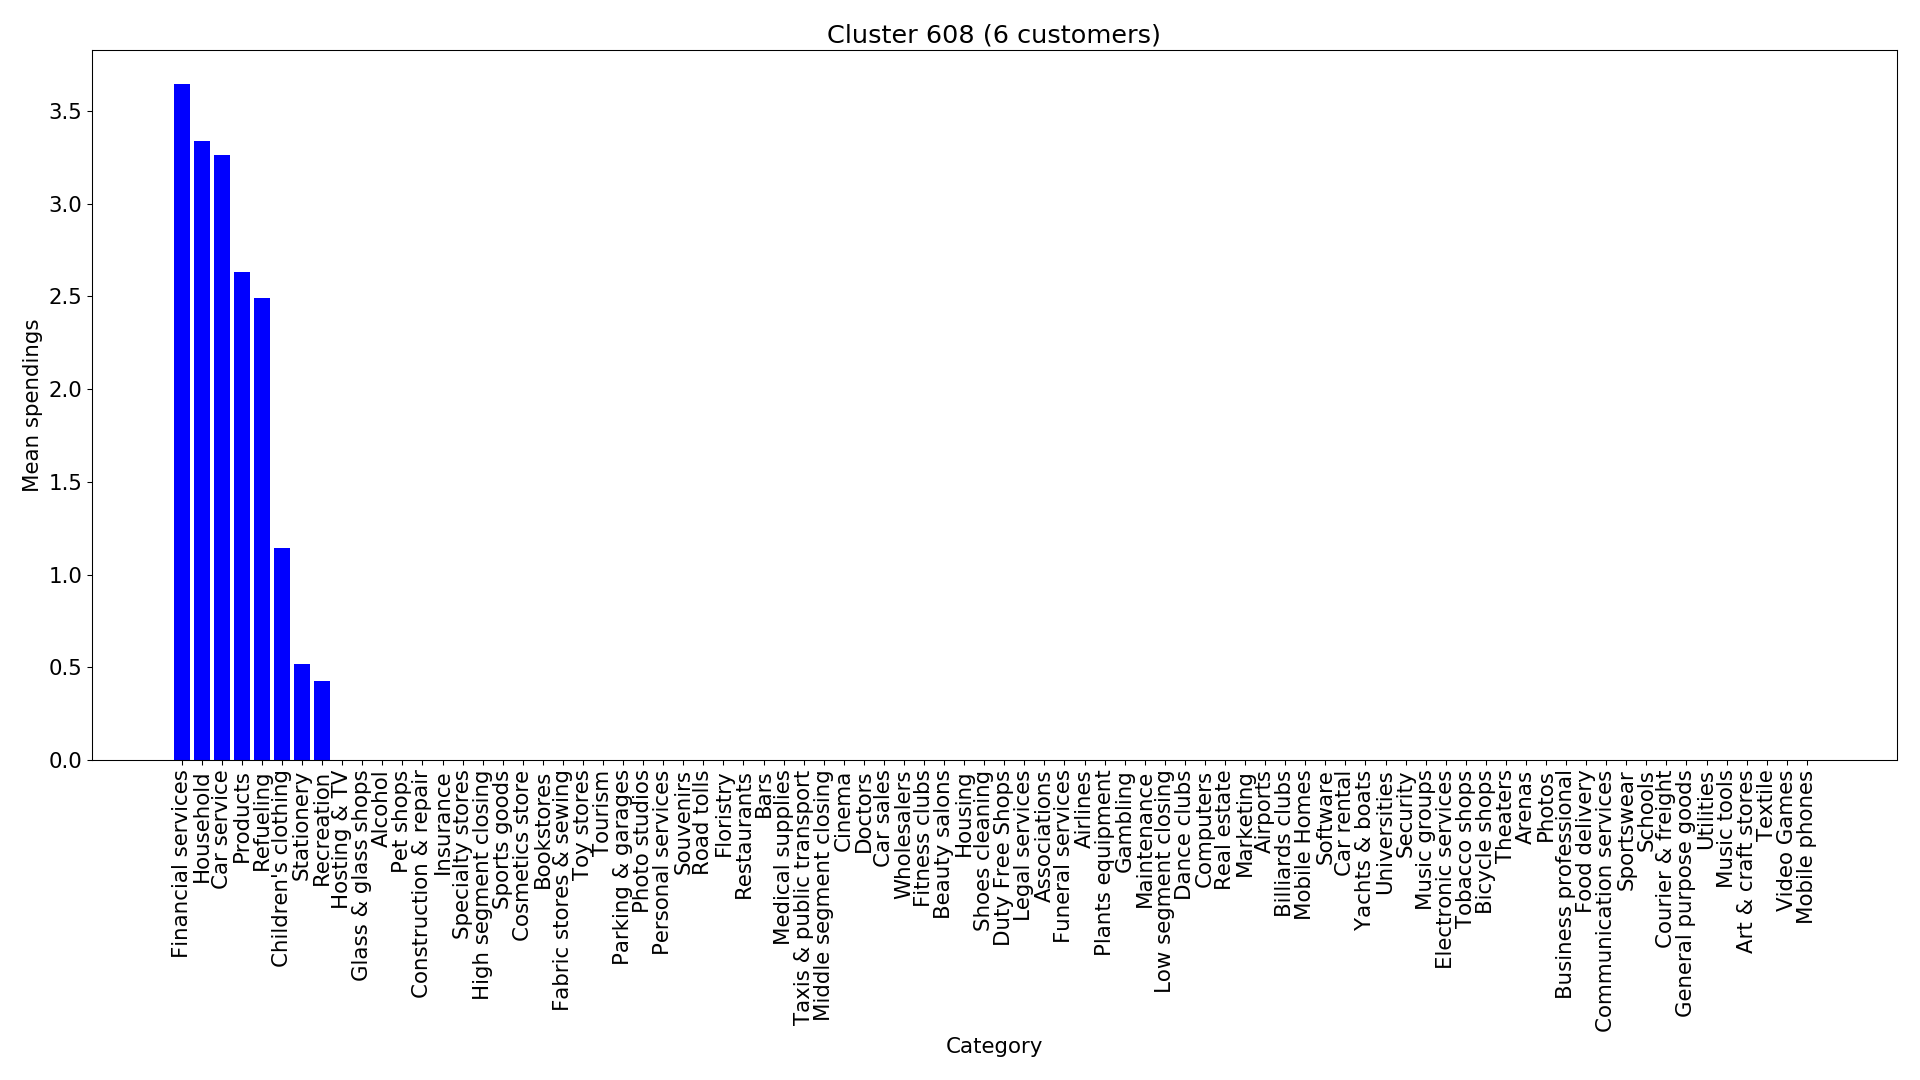 Cluster 608 (6 customers)
Mean spendings
3.5
3.0
2.5
2.0
1.5
1.0
0.5
0.0
Financial services
Household
Car service
Products
Refueling
Children's clothing
Stationery
Recreation
Hosting & TV
Glass & glass shops
Alcohol
Pet shops
Construction & repair
Insurance
Specialty stores
High segment closing
Sports goods
Cosmetics store
Bookstores
Fabric stores & sewing
Toy stores
Tourism
Parking & garages
Photo studios
Personal services
Souvenirs
Road tolls
Floristry
Restaurants
Bars
Medical supplies
Taxis & public transport
Middle segment closing
Cinema
Doctors
Car sales
Wholesalers
Fitness clubs
Beauty salons
Housing
Shoes cleaning
Duty Free Shops
Legal services
Associations
Funeral services
Airlines
Plants equipment
Gambling
Maintenance
Low segment closing
Dance clubs
Computers
Real estate
Marketing
Airports
Billiards clubs
Mobile Homes
Software
Car rental
Yachts & boats
Universities
Security
Music groups
Electronic services
Tobacco shops
Bicycle shops
Theaters
Arenas
Photos
Business professional
Food delivery
Communication services
Sportswear
Schools
Courier & freight
General purpose goods
Utilities
Music tools
Art & craft stores
Textile
Video Games
Mobile phones
Category